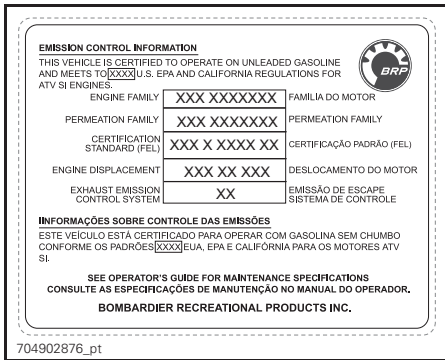 EMISSION CONTROL INFORMATION
THIS VEHICLE IS CERTIFIED TO OPERATE ON UNLEADED GASOLINE
AND MEETS TO XXXX U.S. EPA AND CALIFORNIA REGULATIONS FOR
ATV SI ENGINES.
BRP
ENGINE FAMILY XXX XXXXXXX FAMÍLIA DO MOTOR
PERMEATION FAMILY XXX XXXXXXX PERMEATION FAMILY
CERTIFICATION
STANDARD (FEL) XXX X XXXX XX CERTIFICAÇÃO PADRÃO (FEL)
ENGINE DISPLACEMENT XXX XX XXX DESLOCAMENTO DO MOTOR
EXHAUST EMISSION
CONTROL SYSTEM XX EMISSÃO DE ESCAPE
SISTEMA DE CONTROLE
INFORMAÇÕES SOBRE CONTROLE DAS EMISSÕES
ESTE VEÍCULO ESTÁ CERTIFICADO PARA OPERAR COM GASOLINA SEM CHUMBO
CONFORME OS PADRÕES XXXX EUA, EPA E CALIFÓRNIA PARA OS MOTORES ATV
SI.
SEE OPERATOR'S GUIDE FOR MAINTENANCE SPECIFICATIONS
CONSULTE AS ESPECIFICAÇÕES DE MANUTENÇÃO NO MANUAL DO OPERADOR.
BOMBARDIER RECREATIONAL PRODUCTS INC.
704902876_pt